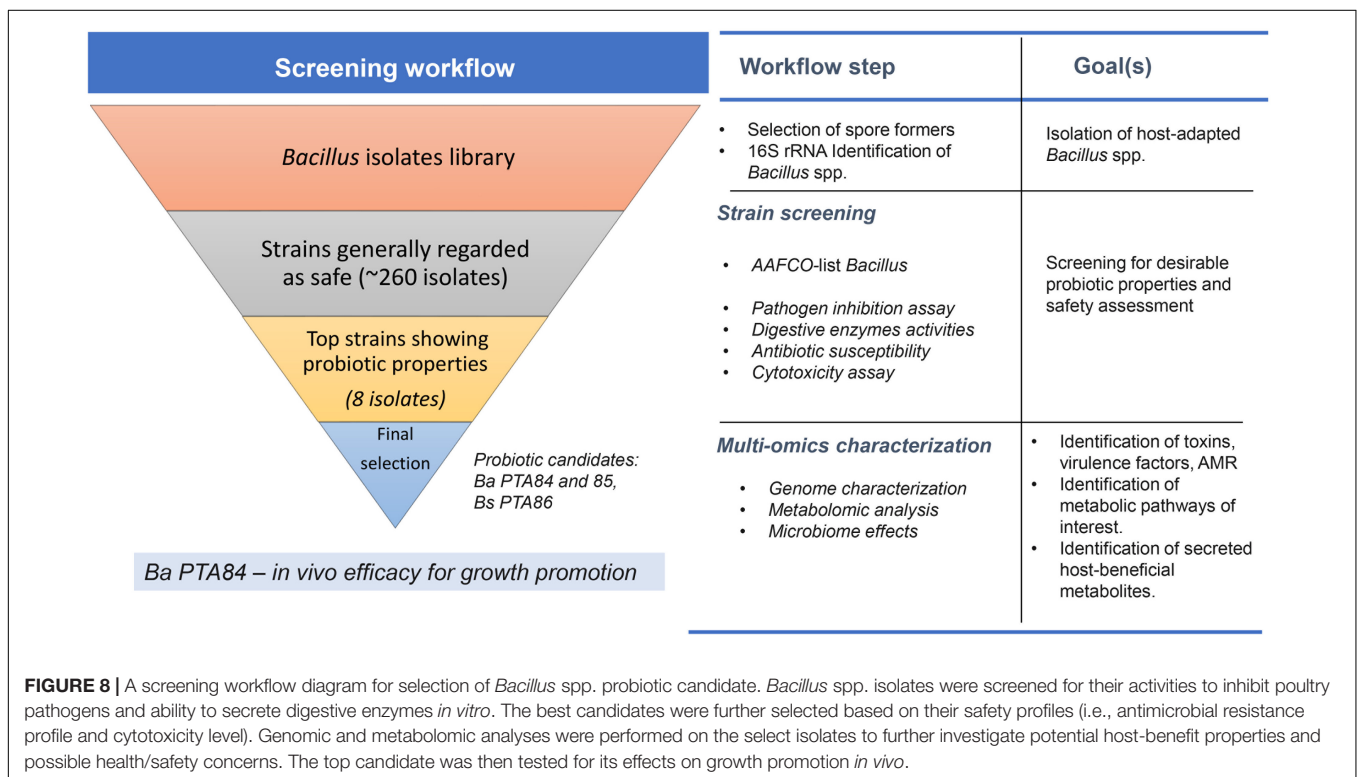 Screening workflow
Bacillus isolates library
Strains generally regarded
as safe (~260 isolates)
Top strains showing
probiotic properties
(8 isolates)
Final
selection
Probiotic candidates:
Ba PTA84 and 85,
Bs PTA86
Ba PTA84 – in vivo efficacy for growth promotion
Workflow step
Goal(s)
• Selection of spore formers
• 16S rRNA Identification of
Bacillus spp.
Isolation of host-adapted
Bacillus spp.
Strain screening
• AAFCO-list Bacillus
• Pathogen inhibition assay
• Digestive enzymes activities
• Antibiotic susceptibility
• Cytotoxicity assay
Screening for desirable
probiotic properties and
safety assessment
Multi-omics characterization
• Genome characterization
• Metabolomic analysis
• Microbiome effects
• Identification of toxins,
virulence factors, AMR
• Identification of
metabolic pathways of
interest.
• Identification of secreted
host-beneficial
metabolites.
FIGURE 8 | A screening workflow diagram for selection of Bacillus spp. probiotic candidate. Bacillus spp. isolates were screened for their activities to inhibit poultry
pathogens and ability to secrete digestive enzymes in vitro. The best candidates were further selected based on their safety profiles (i.e., antimicrobial resistance
profile and cytotoxicity level). Genomic and metabolomic analyses were performed on the select isolates to further investigate potential host-benefit properties and
possible health/safety concerns. The top candidate was then tested for its effects on growth promotion in vivo.